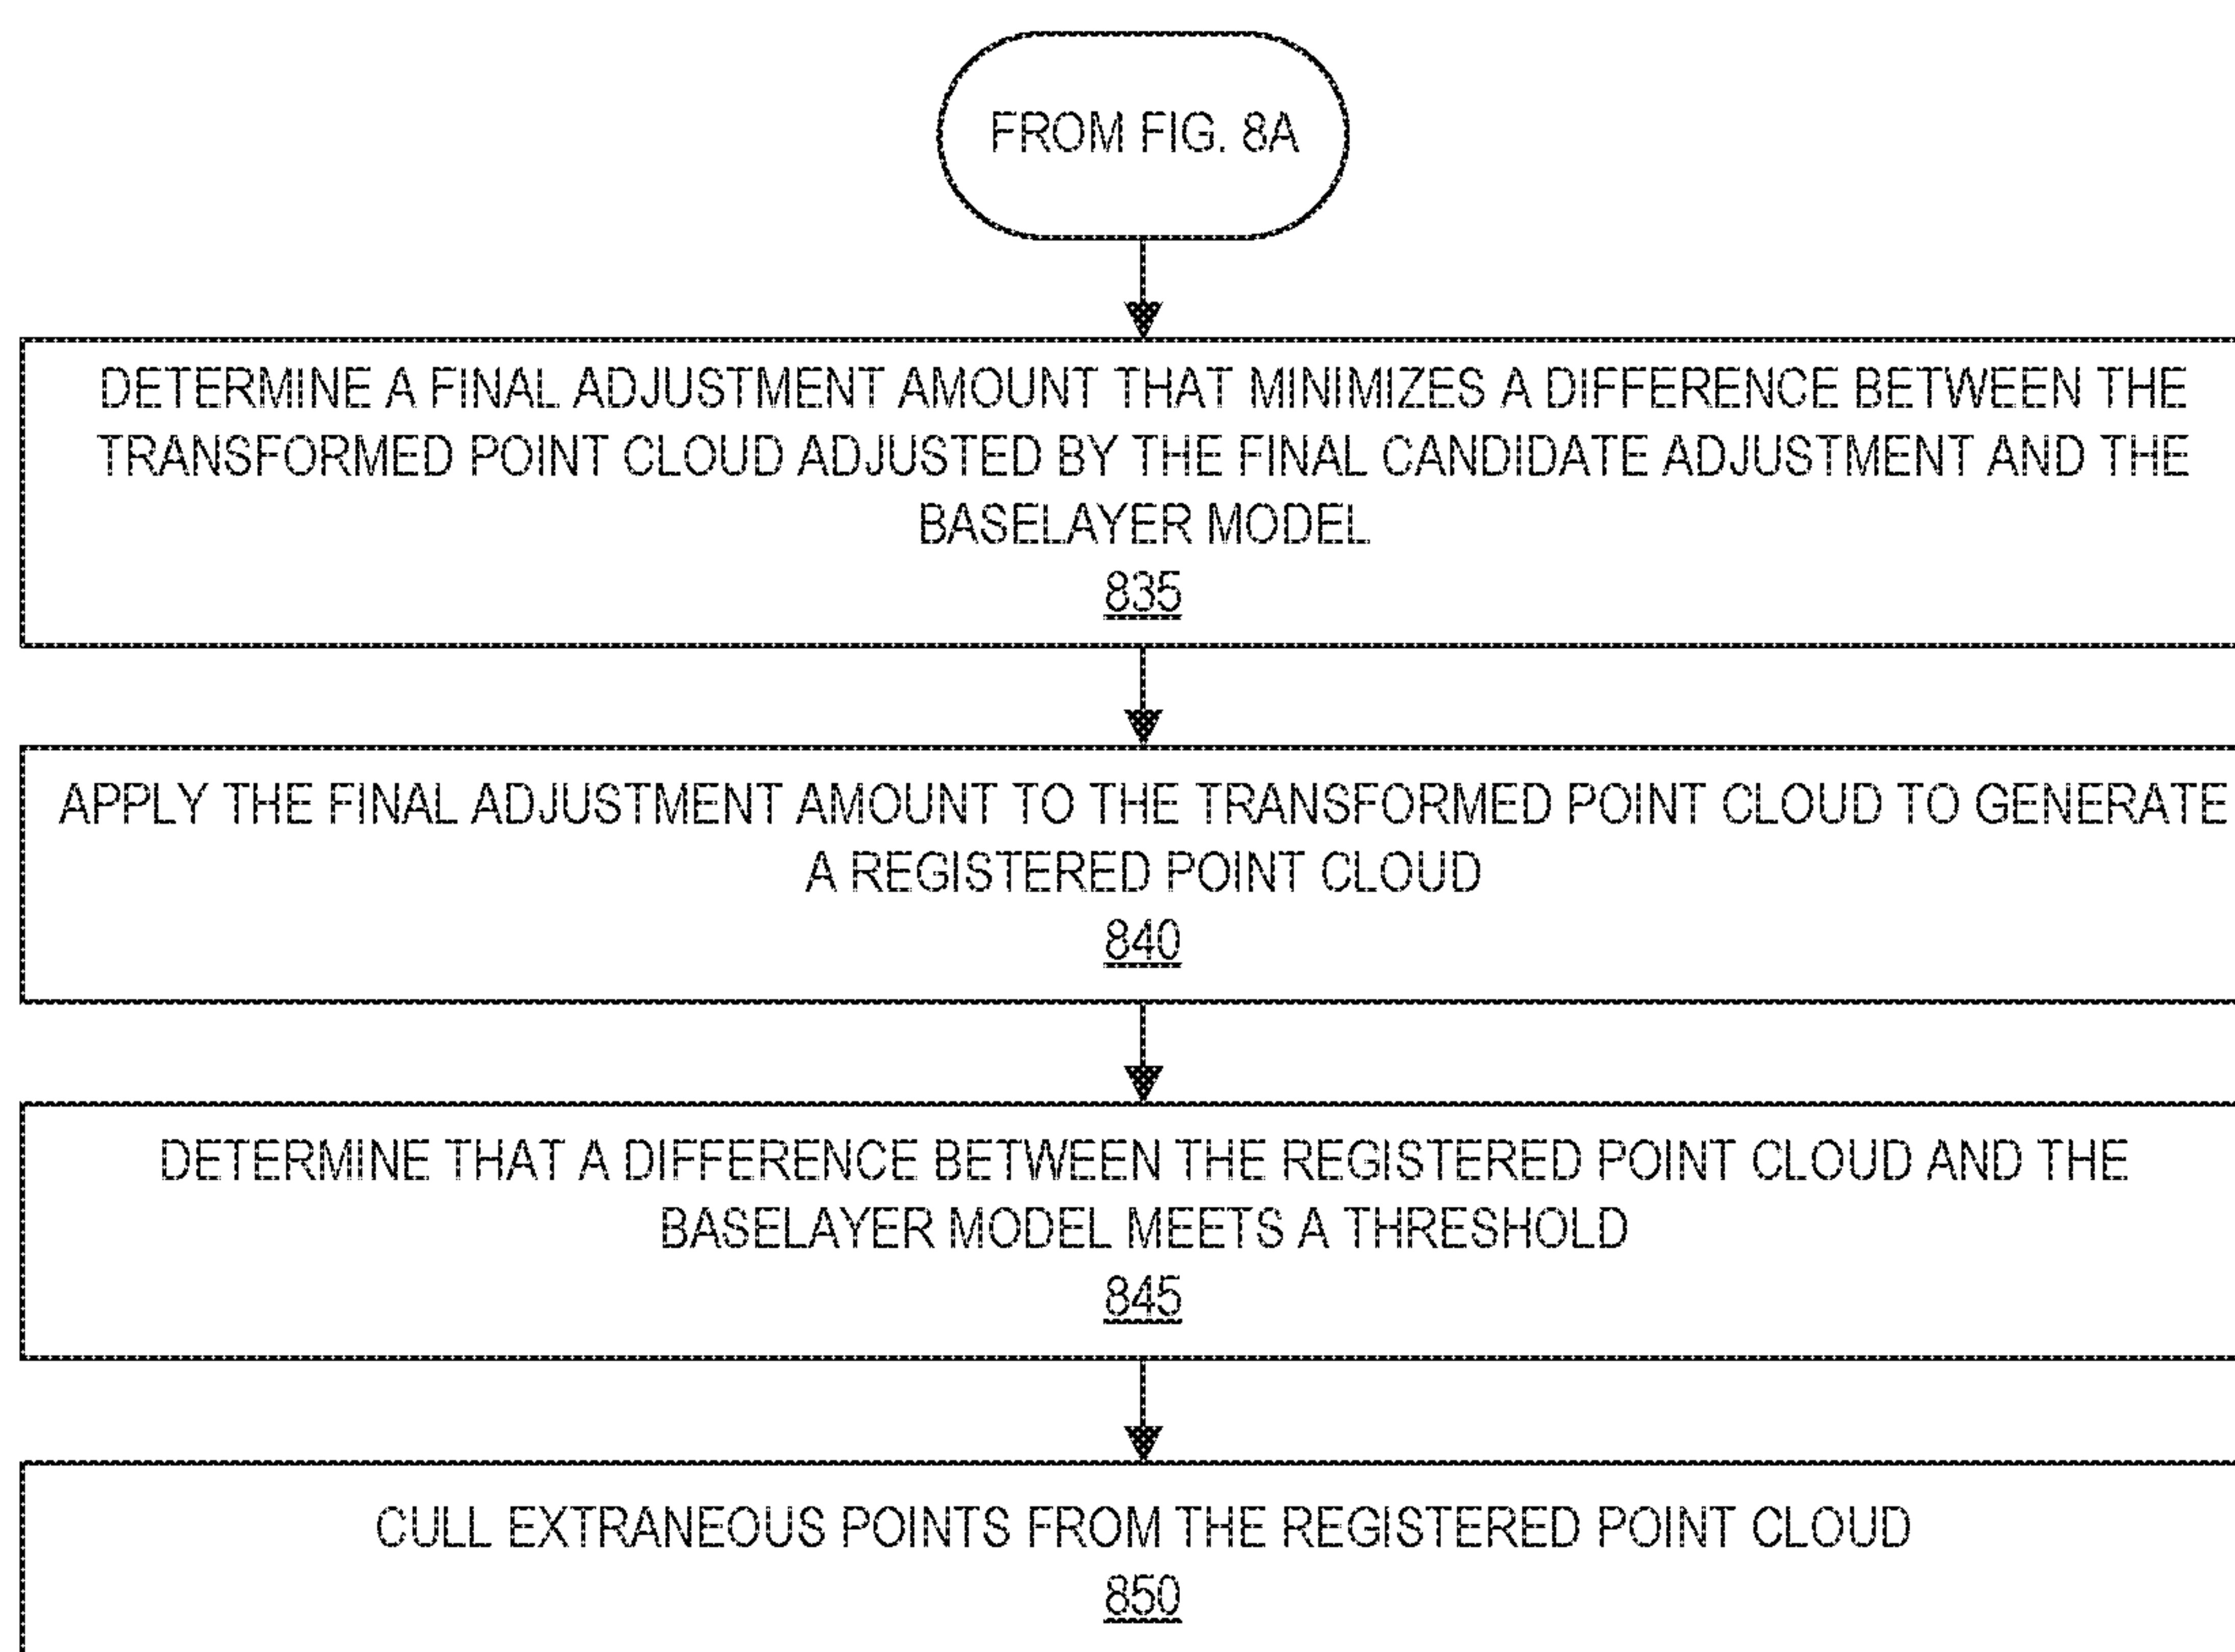 FROM FIG. 8A
DETERMINE A FINAL ADJUSTMENT AMOUNT THAT MINIMIZES A DIFFERENCE BETWEEN THE
TRANSFORMED POINT CLOUD ADJUSTED BY THE FINAL CANDIDATE ADJUSTMENT AND THE
BASELAYER MODEL
835
APPLY THE FINAL ADJUSTMENT AMOUNT TO THE TRANSFORMED POINT CLOUD TO GENERATE
A REGISTERED POINT CLOUD
840
DETERMINE THAT A DIFFERENCE BETWEEN THE REGISTERED POINT CLOUD AND THE
BASELAYER MODEL MEETS A THRESHOLD
845
CULL EXTRANEOUS POINTS FROM THE REGISTERED POINT CLOUD
850